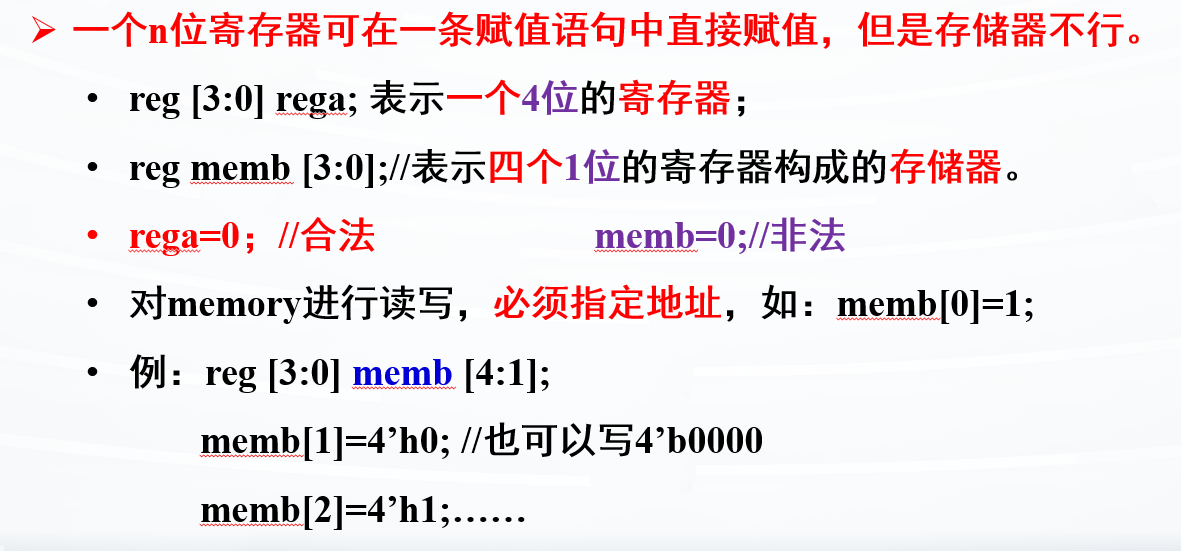 ➢ 一个n位寄存器可在一条赋值语句中直接赋值，但是存储器不行。
• reg [3:0] rega; 表示一个4位的寄存器；
• reg memb [3:0];//表示四个1位的寄存器构成的存储器。
• rega=0；//合法 memb=0;//非法
• 对memory进行读写，必须指定地址，如：memb[0]=1;
• 例：reg [3:0] memb [4:1];
memb[1]=4’h0; //也可以写4’b0000
memb[2]=4’h1;……